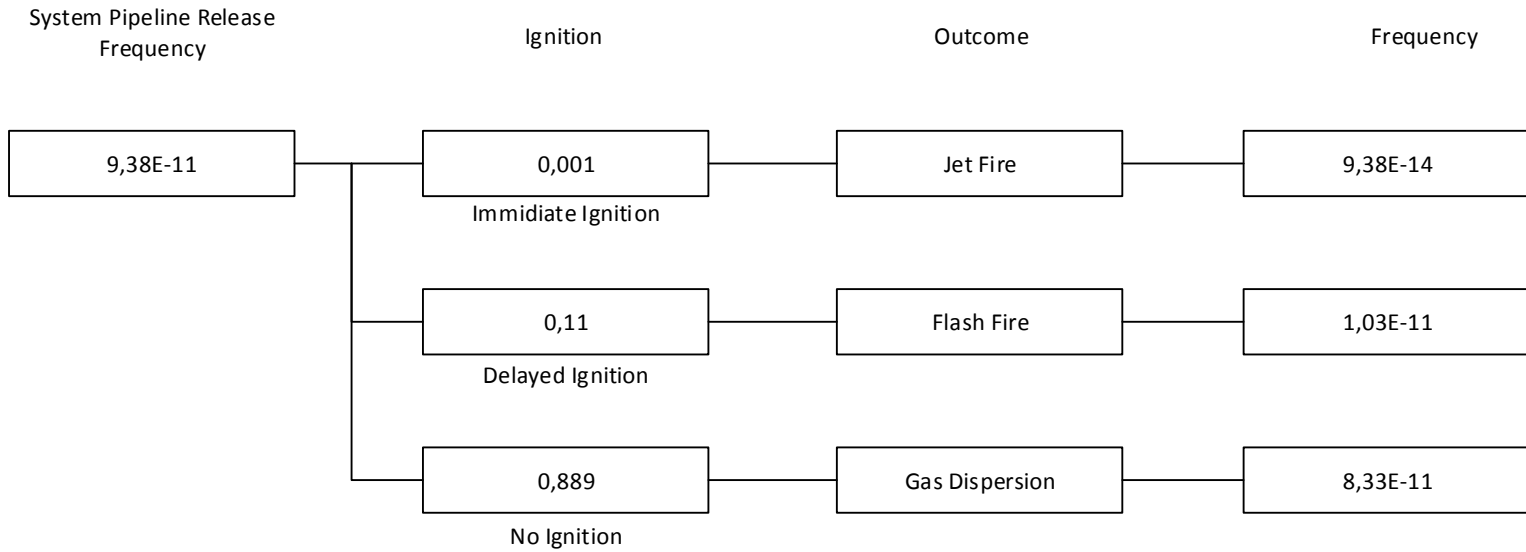 System Pipeline Release
Frequency
Ignition
Outcome
Frequency
9,38E-11
0,001
Jet Fire
9,38E-14
Immidiate Ignition
0,11
Flash Fire
1,03E-11
Delayed Ignition
0,889
Gas Dispersion
8,33E-11
No Ignition